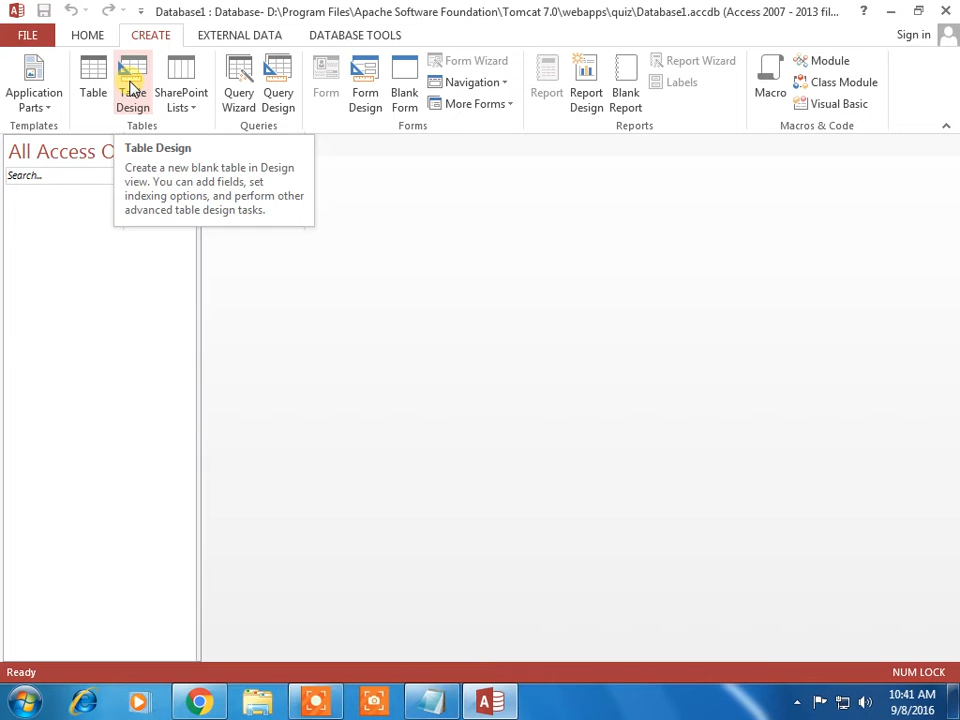 Database1 : Database- D:\Program Files\Apache Software Foundation\Tomcat 7.0\webapps\quiz\Database1.accdb (Access 2007 - 2013 fil...
FILE HOME CREATE EXTERNAL DATA DATABASE TOOLS Sign in
Application Parts
Table
Table Design
SharePoint Lists
Query Wizard
Query Design
Form
Form Design
Blank Form
Form Wizard
Navigation
More Forms
Report
Report Design
Blank Report
Report Wizard
Labels
Macro
Module
Class Module
Visual Basic
Templates Tables Queries Forms Reports Macros & Code
All Access O
Search...
Table Design
Create a new blank table in Design
view. You can add fields, set
indexing options, and perform other
advanced table design tasks.
Ready NUM LOCK
10:41 AM
9/8/2016